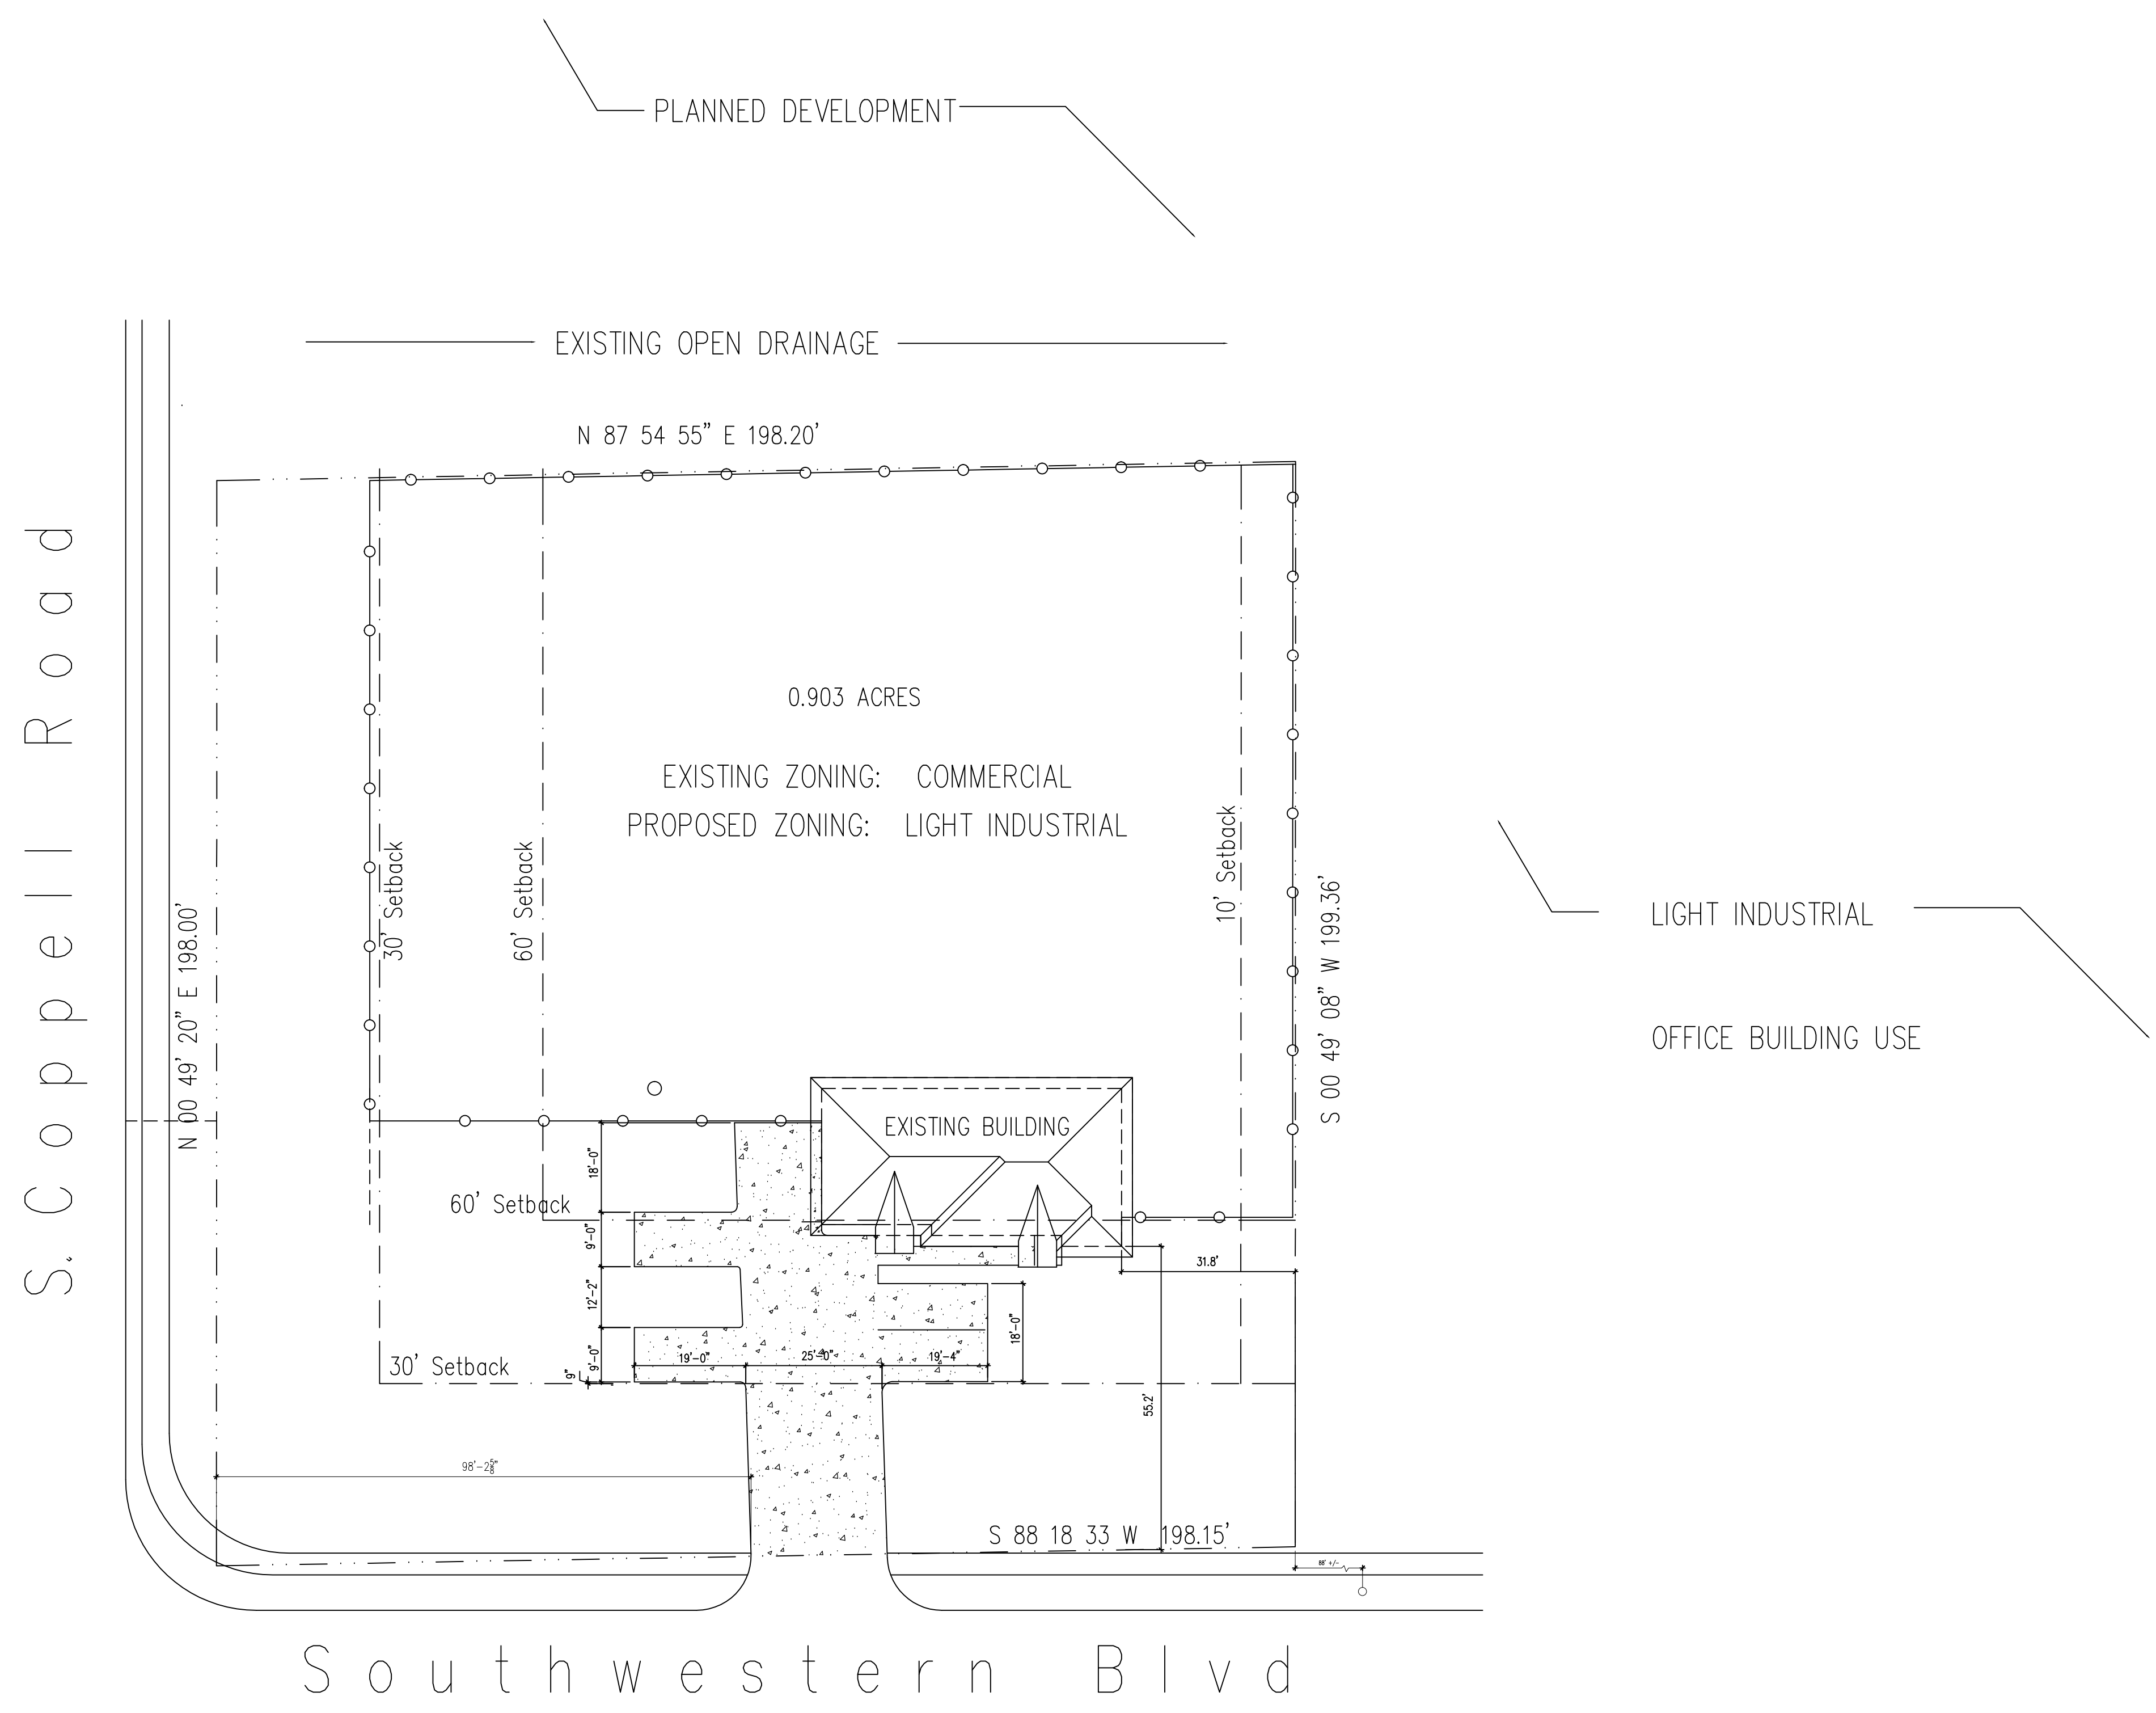 PLANNED DEVELOPMENT
EXISTING OPEN DRAINAGE
N 87 54 55" E 198.20'
S. Coppell Road
N 00 49' 20" E 198.00'
30' Setback
60' Setback
0.903 ACRES
EXISTING ZONING: COMMERCIAL
PROPOSED ZONING: LIGHT INDUSTRIAL
10' Setback
S 00 49' 08" W 199.36'
LIGHT INDUSTRIAL
OFFICE BUILDING USE
EXISTING BUILDING
60' Setback
18'-0"
9'-0"
12'-2"
9'-0"
9"
31.8'
18'-0"
19'-0"
25'-0"
19'-4"
30' Setback
55.2'
98'-2 5/8"
S 88 18 33 W 198.15'
88' +/-
Southwestern Blvd